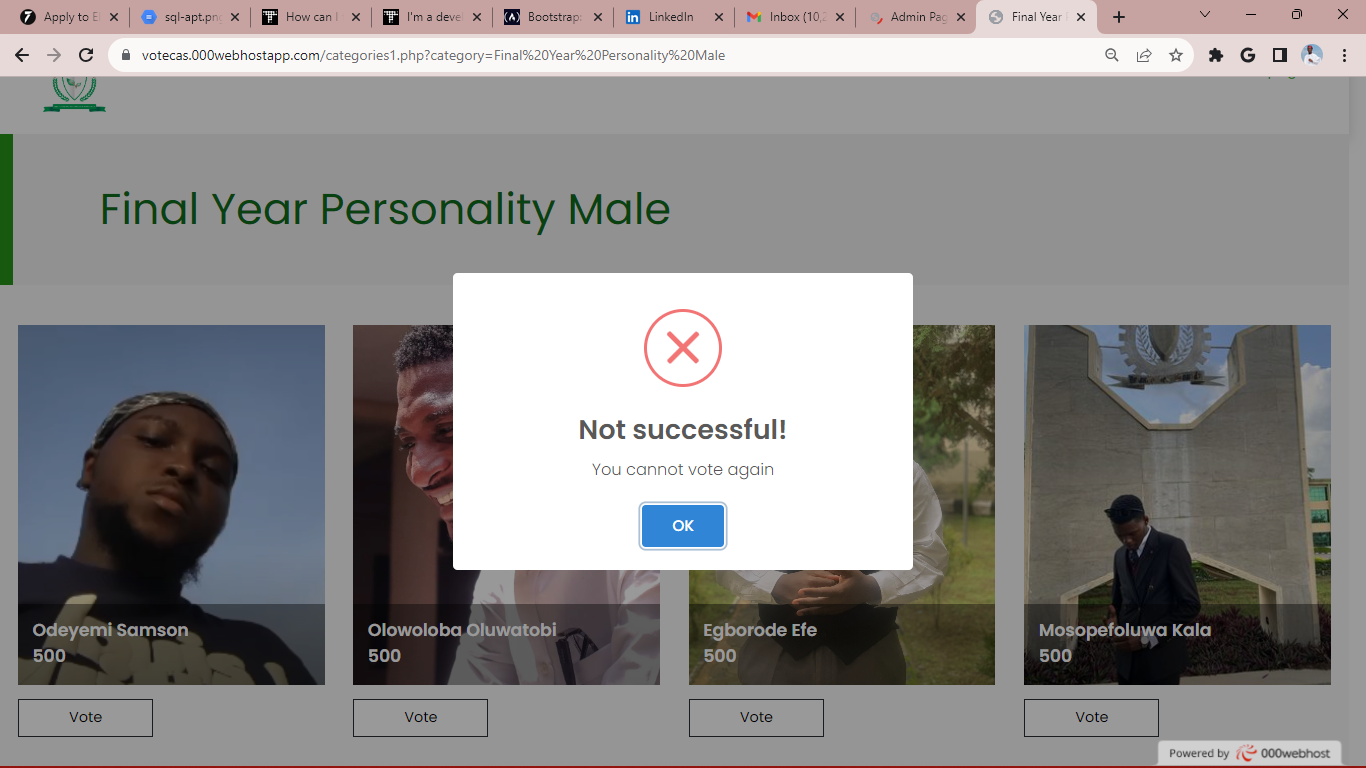 Apply to E
sql-apt.pn
How can
I'm a deve
Bootstrap
LinkedIn
Inbox (10,
Admin Pag
Final Year
votecas.000webhostapp.com/categories1.php?category=Final%20Year%20Personality%20Male
Final Year Personality Male
Not successful!
You cannot vote again
OK
Odeyemi Samson
500
Olowoloba Oluwatobi
500
Egborode Efe
500
Mosopefoluwa Kala
500
Vote
Vote
Vote
Vote
Powered by 000webhost